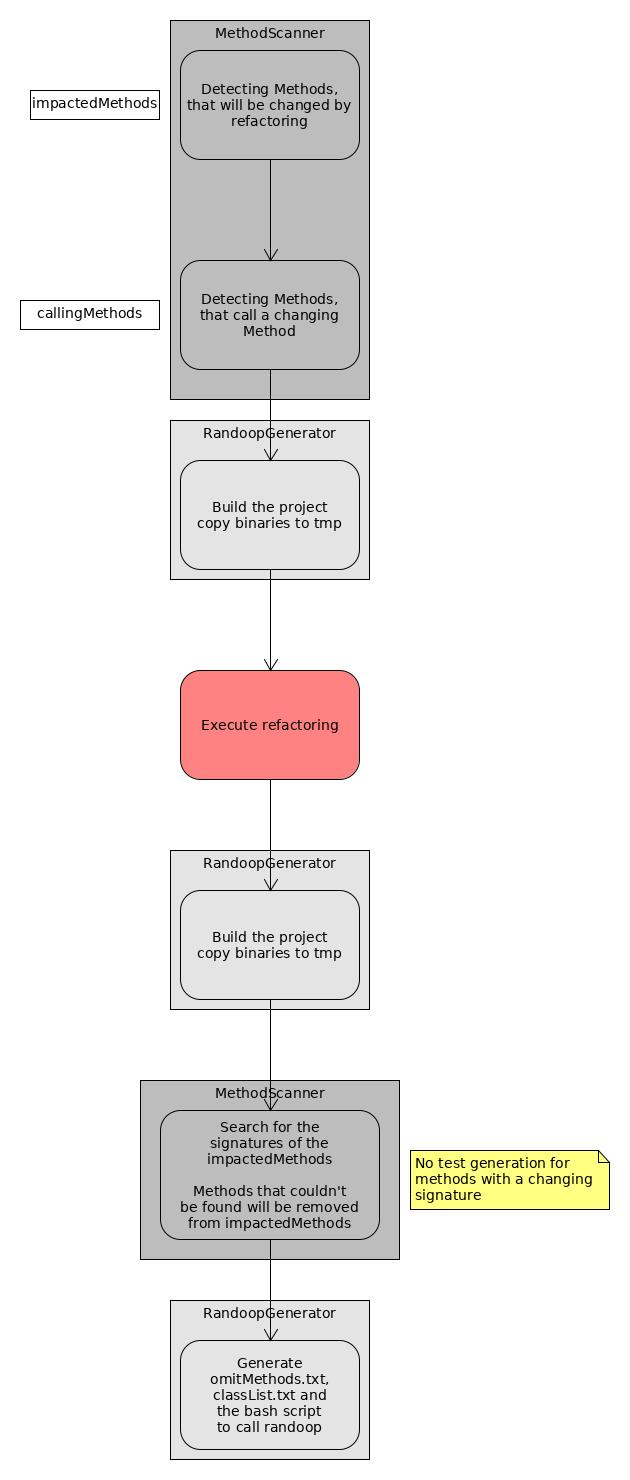 MethodScanner
Detecting Methods,
that will be changed by
refactoring
impactedMethods
Detecting Methods,
that call a changing
Method
callingMethods
RandoopGenerator
Build the project
copy binaries to tmp
Execute refactoring
RandoopGenerator
Build the project
copy binaries to tmp
MethodScanner
Search for the
signatures of the
impactedMethods
Methods that couldn't
be found will be removed
from impactedMethods
No test generation for
methods with a changing
signature
RandoopGenerator
Generate
omitMethods.txt,
classList.txt and
the bash script
to call randoop